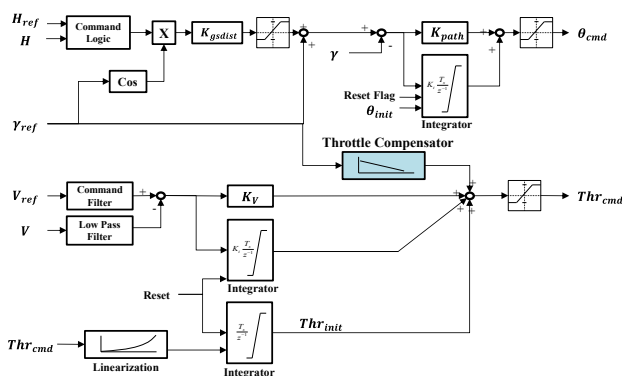 H_ref
H
Command
Logic
X
K_gsdist
+
+
+
-
γ
K_path
+
+
θ_cmd
Cos
K_i T_s/z-1
Reset Flag
θ_init
Integrator
γ_ref
Throttle Compensator
V_ref
Command
Filter
+
-
K_V
+
+
+
+
Thr_cmd
V
Low Pass
Filter
K_i T_s/z-1
Integrator
Reset
T_s/z-1
Thr_init
Thr_cmd
Linearization
Integrator